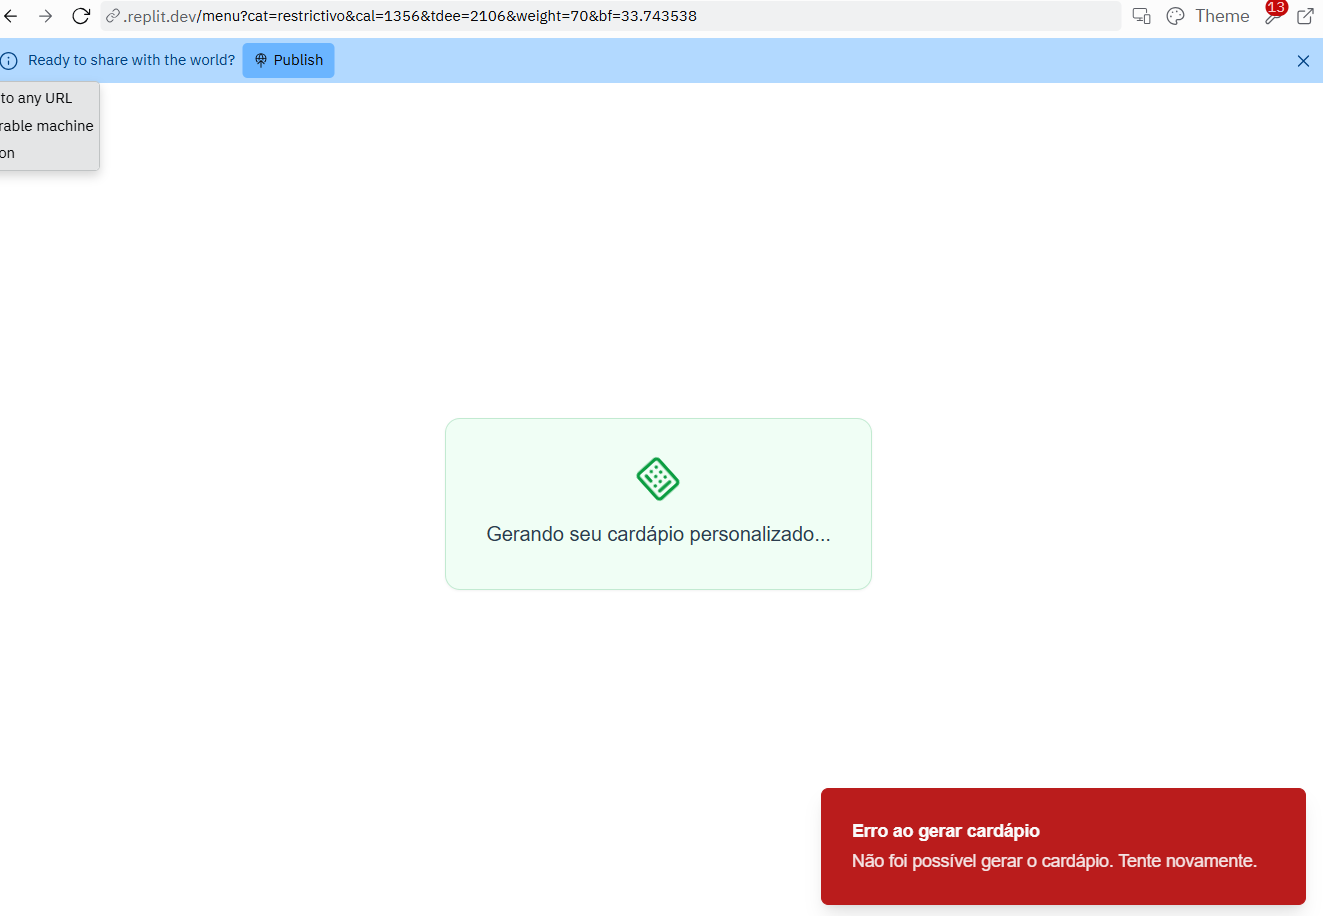 .replit.dev/menu?cat=restrictivo&cal=1356&tdee=2106&weight=70&bf=33.743538
Theme
13
Ready to share with the world?
Publish
to any URL
rable machine
on
Gerando seu cardápio personalizado...
Erro ao gerar cardápio
Não foi possível gerar o cardápio. Tente novamente.